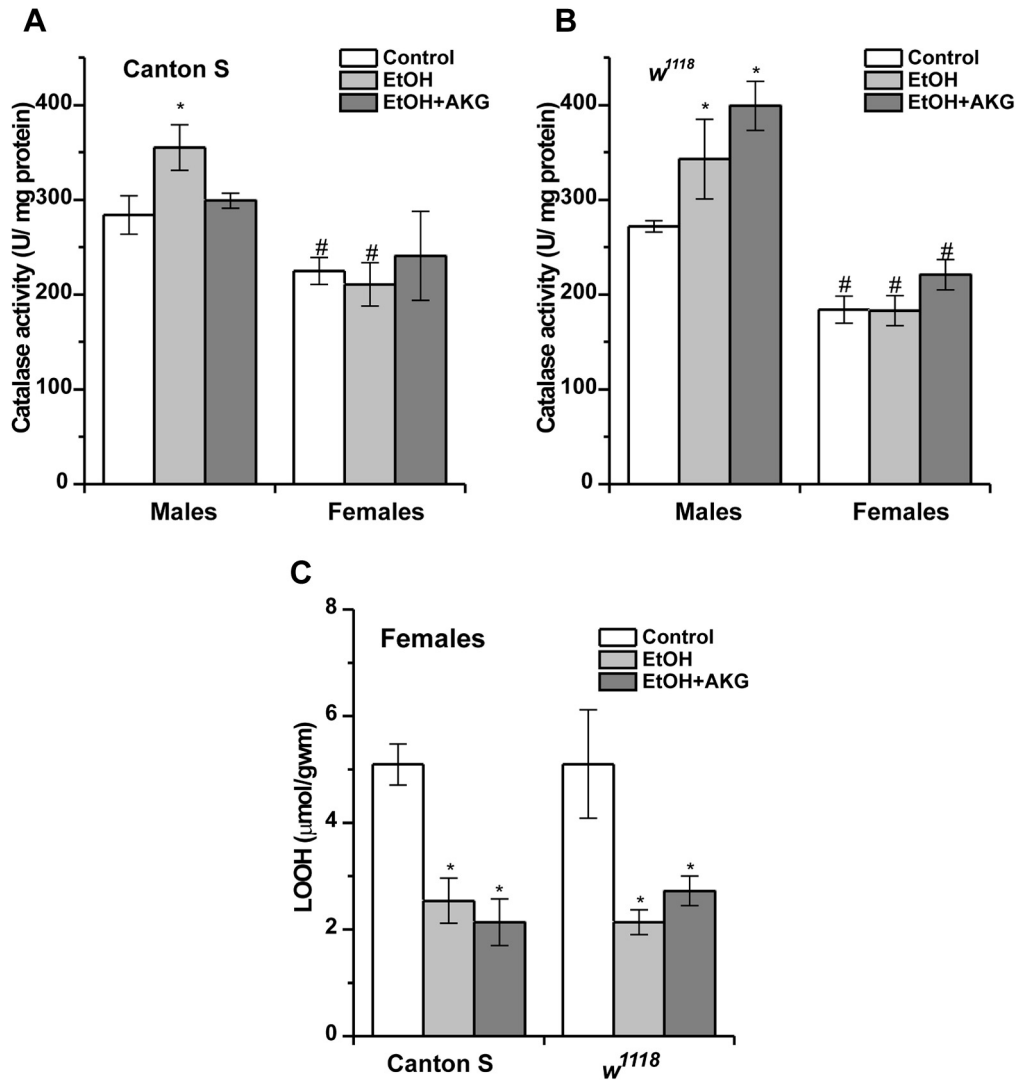 A
Canton S
Control
EtOH
EtOH+AKG
Catalase activity (U/ mg protein)
400
300
200
100
0
*
#
#
Males
Females
B
w1118
Control
EtOH
EtOH+AKG
Catalase activity (U/ mg protein)
400
300
200
100
0
*
*
#
#
#
Males
Females
C
Females
Control
EtOH
EtOH+AKG
LOOH (μmol/gwm)
8
6
4
2
0
*
*
*
*
Canton S
w1118